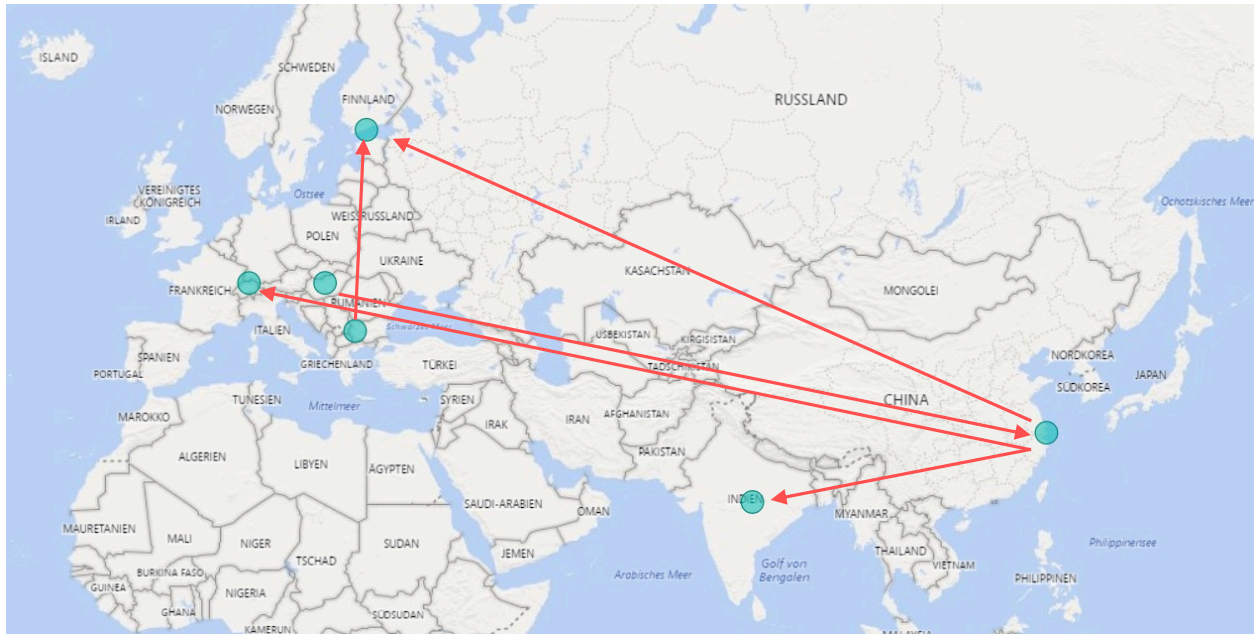 ISLAND
SCHWEDEN
FINNLAND
NORWEGEN
RUSSLAND
VEREINIGTES
KÖNIGREICH
Ostsee
IRLAND
WEISSRUSSLAND
Ochotskisches Meer
POLEN
UKRAINE
KASACHSTAN
FRANKREICH
MONGOLEI
RUMÄNIEN
ITALIEN
Schwarzes Meer
USBEKISTAN
KIRGISISTAN
SPANIEN
GRIECHENLAND
TÜRKEI
TADSCHIKISTAN
NORDKOREA
PORTUGAL
SÜDKOREA
JAPAN
TUNESIEN
Mittelmeer
SYRIEN
CHINA
MAROKKO
IRAK
IRAN
AFGHANISTAN
PAKISTAN
ALGERIEN
LIBYEN
ÄGYPTEN
SAUDI-ARABIEN
OMAN
INDIEN
MYANMAR
MAURETANIEN
MALI
NIGER
TSCHAD
SUDAN
JEMEN
THAILAND
VIETNAM
Philippinensee
BURKINA FASO
Arabisches Meer
Golf von
Bengalen
PHILIPPINEN
GUINEA
NIGERIA
GHANA
SÜDSUDAN
KAMERUN
MALAYSIA